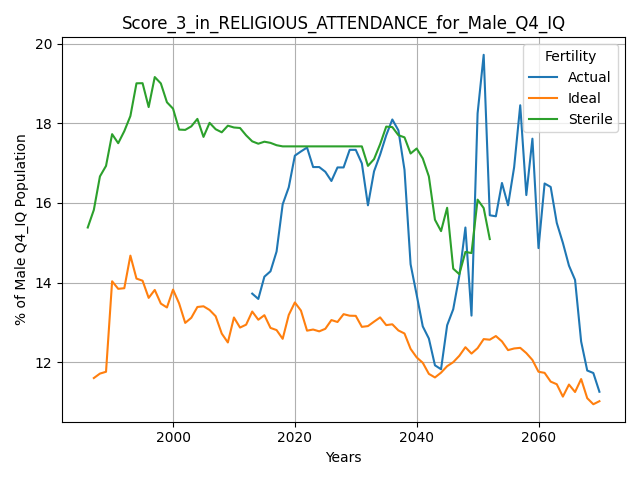 Score_3_in_RELIGIOUS_ATTENDANCE_for_Male_Q4_IQ
Fertility
Actual
Ideal
Sterile
% of Male Q4_IQ Population
20
18
16
14
12
2000
2020
2040
2060
Years